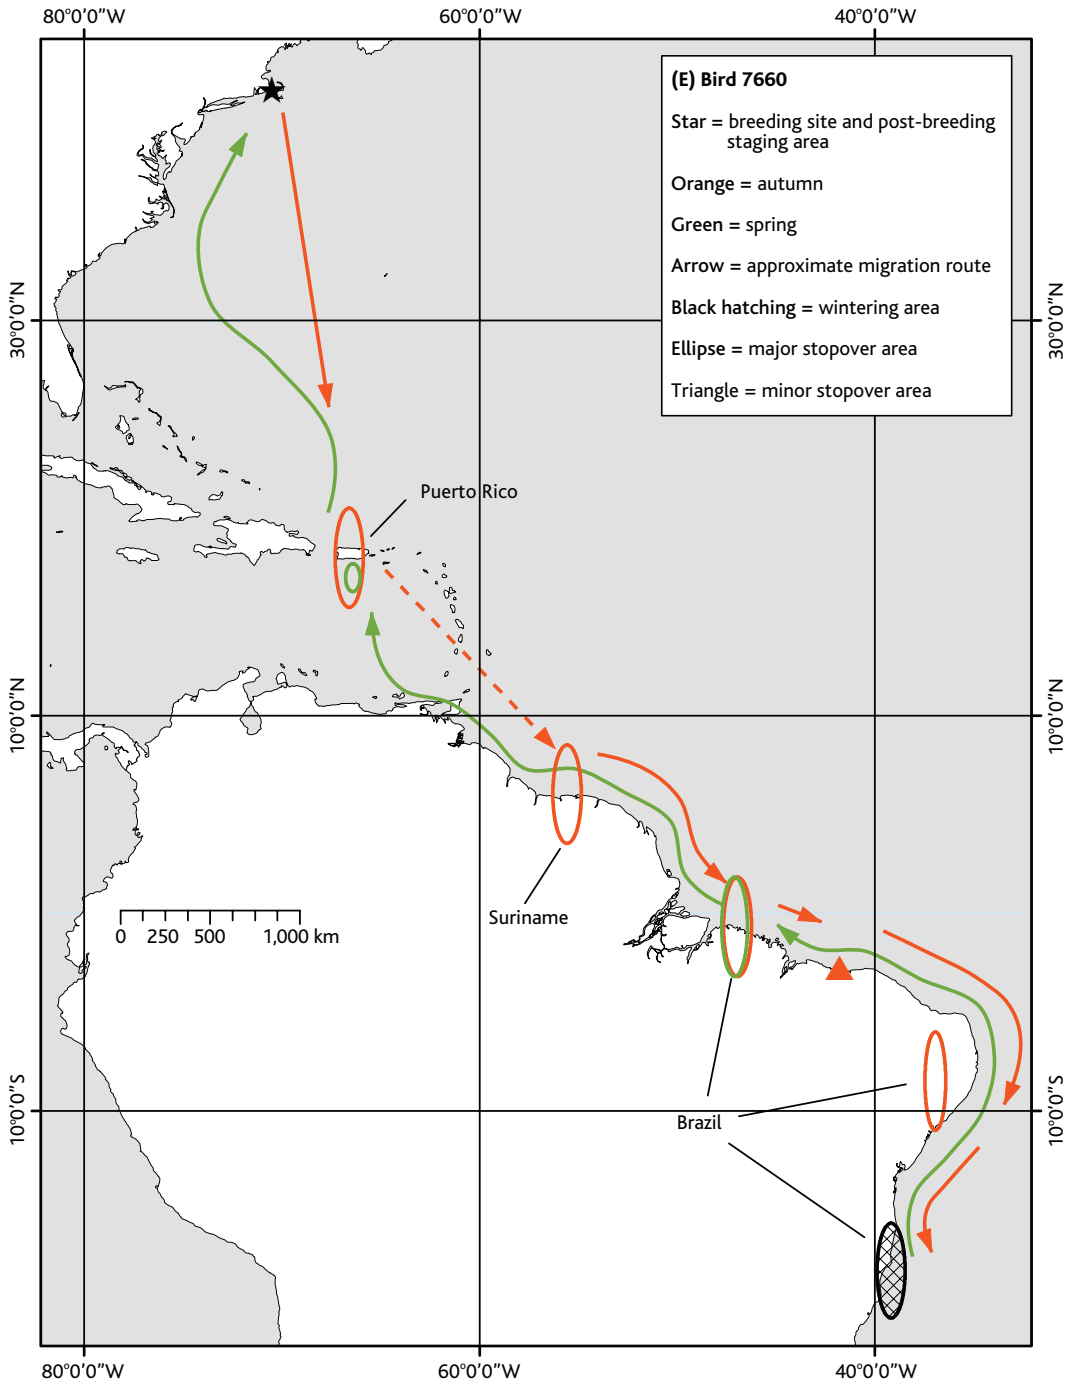 80°0'0"W 60°0'0"W 40°0'0"W
(E) Bird 7660
Star = breeding site and post-breeding
staging area
Orange = autumn
Green = spring
Arrow = approximate migration route
Black hatching = wintering area
Ellipse = major stopover area
Triangle = minor stopover area
30°0'0"N 30°0'0"N
Puerto Rico
10°0'0"N 10°0'0"N
Suriname
0 250 500 1,000 km
10°0'0"S 10°0'0"S
Brazil
80°0'0"W 60°0'0"W 40°0'0"W